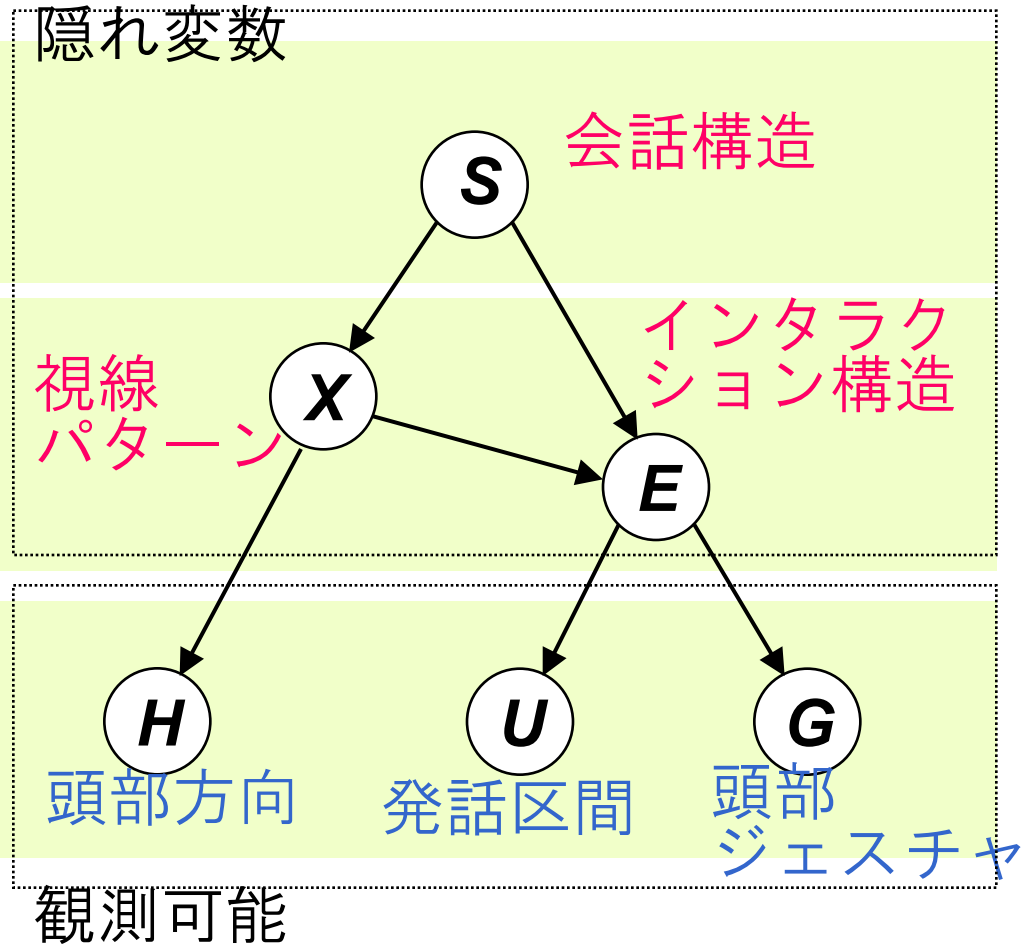 隠れ変数
会話構造
S
インタラク
ション構造
視線
パターン
X
E
H
U
G
頭部方向
発話区間
頭部
ジェスチャ
観測可能